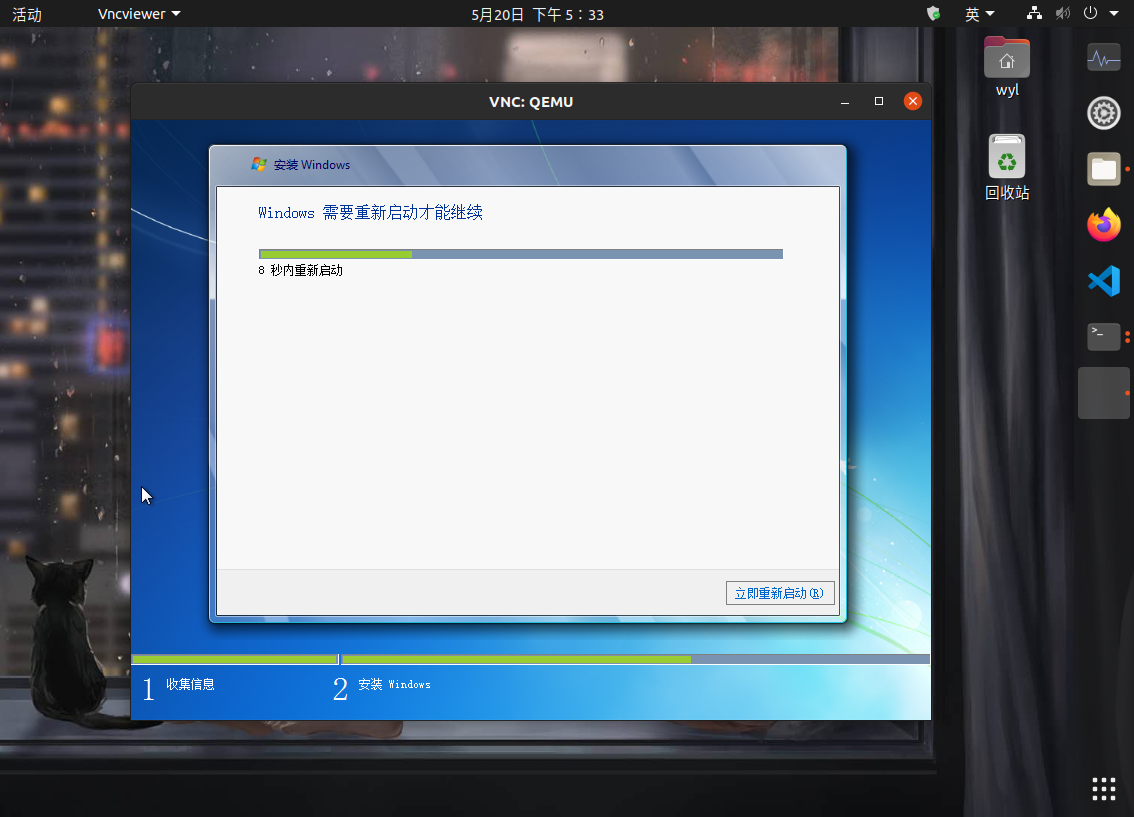 活动
Vncviewer
5月20日 下午 5：33
英
wyl
回收站
VNC: QEMU
安装 Windows
Windows 需要重新启动才能继续
8 秒内重新启动
立即重新启动(R)
1 收集信息
2 安装 Windows
>_